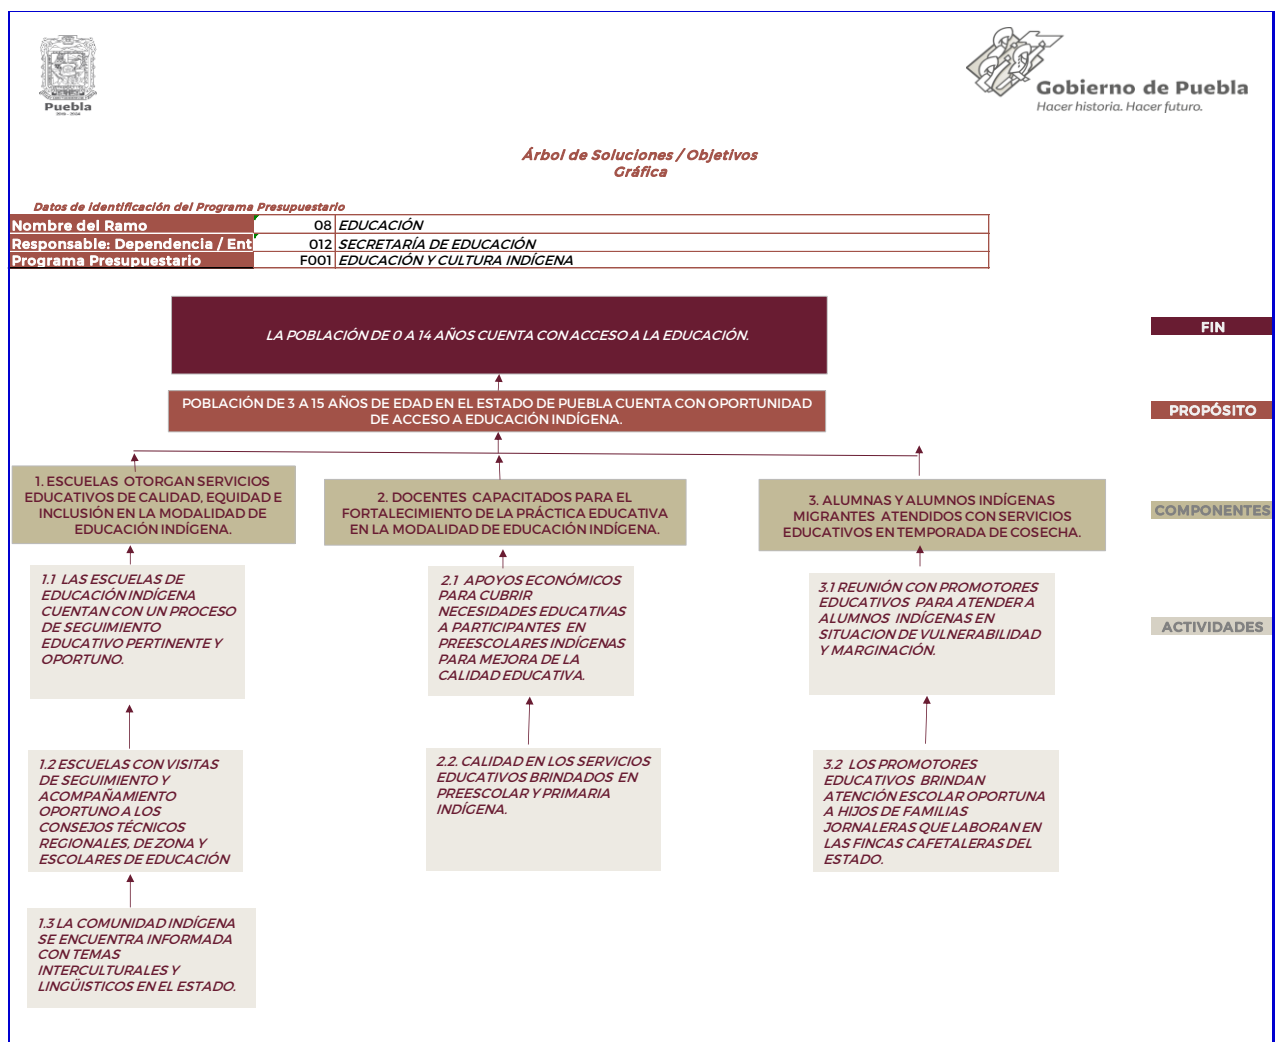 Puebla
Gobierno de Puebla
Hacer historia. Hacer futuro.
Árbol de Soluciones / Objetivos
Gráfica
Datos de identificación del Programa Presupuestario
Nombre del Ramo 08 EDUCACIÓN
Responsable: Dependencia / Ent 012 SECRETARÍA DE EDUCACIÓN
Programa Presupuestario F001 EDUCACIÓN Y CULTURA INDÍGENA
LA POBLACIÓN DE 0 A 14 AÑOS CUENTA CON ACCESO A LA EDUCACIÓN.
FIN
POBLACIÓN DE 3 A 15 AÑOS DE EDAD EN EL ESTADO DE PUEBLA CUENTA CON OPORTUNIDAD
DE ACCESO A EDUCACIÓN INDÍGENA.
PROPÓSITO
1. ESCUELAS OTORGAN SERVICIOS
EDUCATIVOS DE CALIDAD, EQUIDAD E
INCLUSIÓN EN LA MODALIDAD DE
EDUCACIÓN INDÍGENA.
2. DOCENTES CAPACITADOS PARA EL
FORTALECIMIENTO DE LA PRÁCTICA EDUCATIVA
EN LA MODALIDAD DE EDUCACIÓN INDÍGENA.
3. ALUMNAS Y ALUMNOS INDÍGENAS
MIGRANTES ATENDIDOS CON SERVICIOS
EDUCATIVOS EN TEMPORADA DE COSECHA.
COMPONENTES
1.1 LAS ESCUELAS DE
EDUCACIÓN INDÍGENA
CUENTAN CON UN PROCESO
DE SEGUIMIENTO
EDUCATIVO PERTINENTE Y
OPORTUNO.
2.1 APOYOS ECONÓMICOS
PARA CUBRIR
NECESIDADES EDUCATIVAS
A PARTICIPANTES EN
PREESCOLARES INDÍGENAS
PARA MEJORA DE LA
CALIDAD EDUCATIVA.
3.1 REUNIÓN CON PROMOTORES
EDUCATIVOS PARA ATENDER A
ALUMNOS INDÍGENAS EN
SITUACION DE VULNERABILIDAD
Y MARGINACIÓN.
ACTIVIDADES
1.2 ESCUELAS CON VISITAS
DE SEGUIMIENTO Y
ACOMPAÑAMIENTO
OPORTUNO A LOS
CONSEJOS TÉCNICOS
REGIONALES, DE ZONA Y
ESCOLARES DE EDUCACIÓN
2.2. CALIDAD EN LOS SERVICIOS
EDUCATIVOS BRINDADOS EN
PREESCOLAR Y PRIMARIA
INDÍGENA.
3.2 LOS PROMOTORES
EDUCATIVOS BRINDAN
ATENCIÓN ESCOLAR OPORTUNA
A HIJOS DE FAMILIAS
JORNALERAS QUE LABORAN EN
LAS FINCAS CAFETALERAS DEL
ESTADO.
1.3 LA COMUNIDAD INDÍGENA
SE ENCUENTRA INFORMADA
CON TEMAS
INTERCULTURALES Y
LINGÜISTICOS EN EL ESTADO.